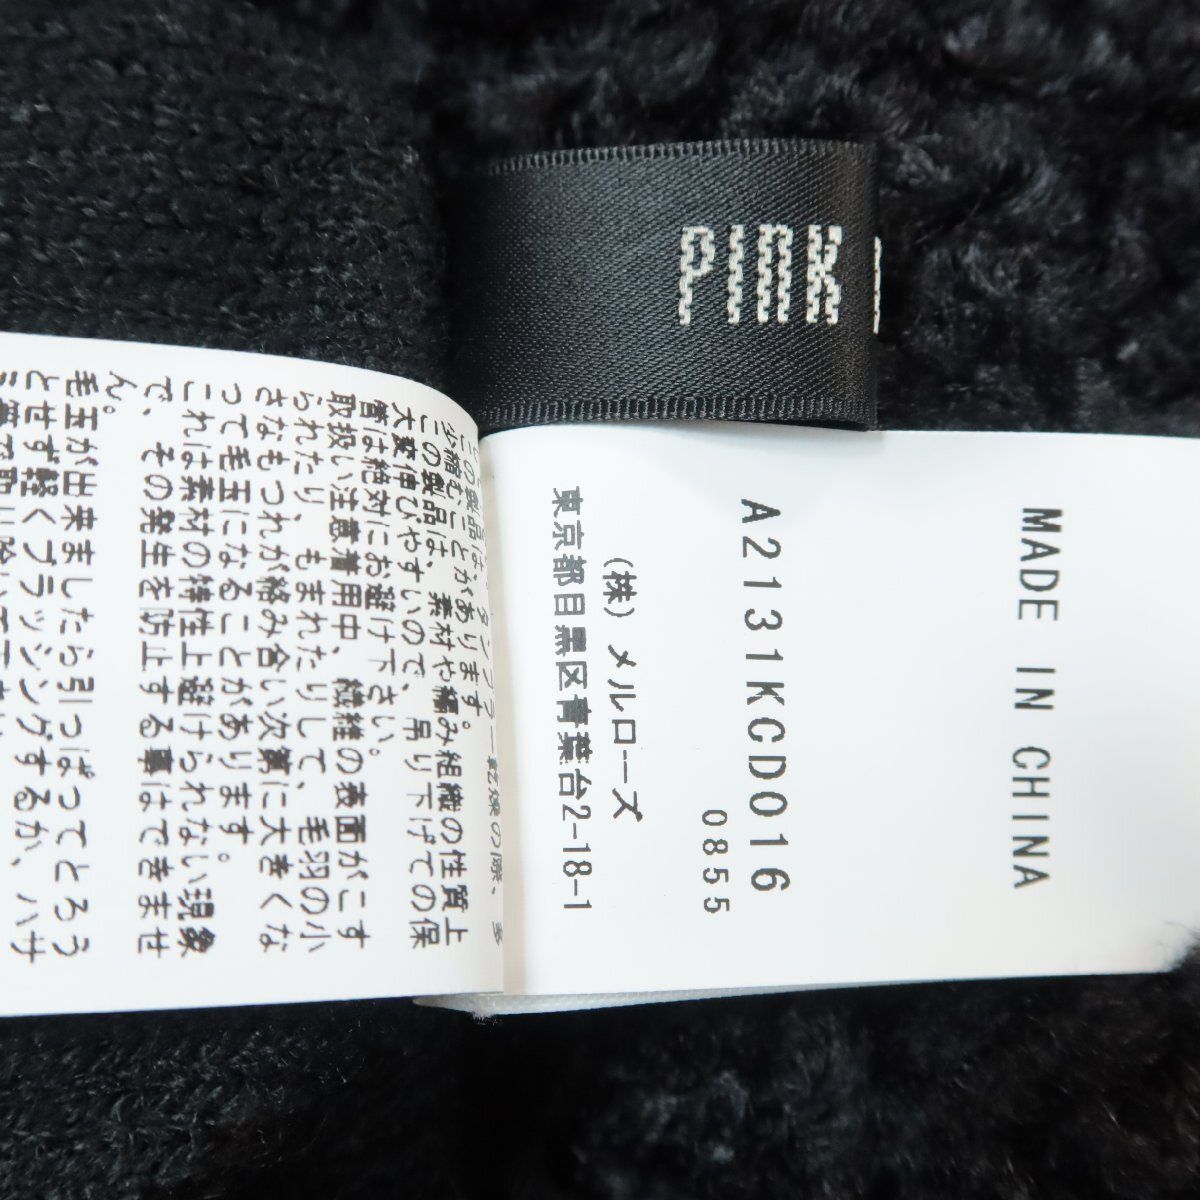 PINK
MADE IN CHINA
A2131KCD016
0855
(株) メルローズ
東京都目黒区青葉台2-18-1
この製品は、タンブラー乾燥の際、多
少縮むことがあります。
この製品は、素材や編み組織の性質上
大変伸びやすいので、吊り下げての保
管は絶対にお避け下さい。
取扱い注意着用中、繊維の表面がこす
られたり、もまれたりして、毛羽の小
さなもつれが絡み合い次第に大きくな
って毛玉になることがあります。
これは素材の特性上避けられない現象
で、その発生を防止する事はできませ
ん。
毛玉が出来ましたら引っぱってとろう
とせず軽くブラッシングするか、ハサ